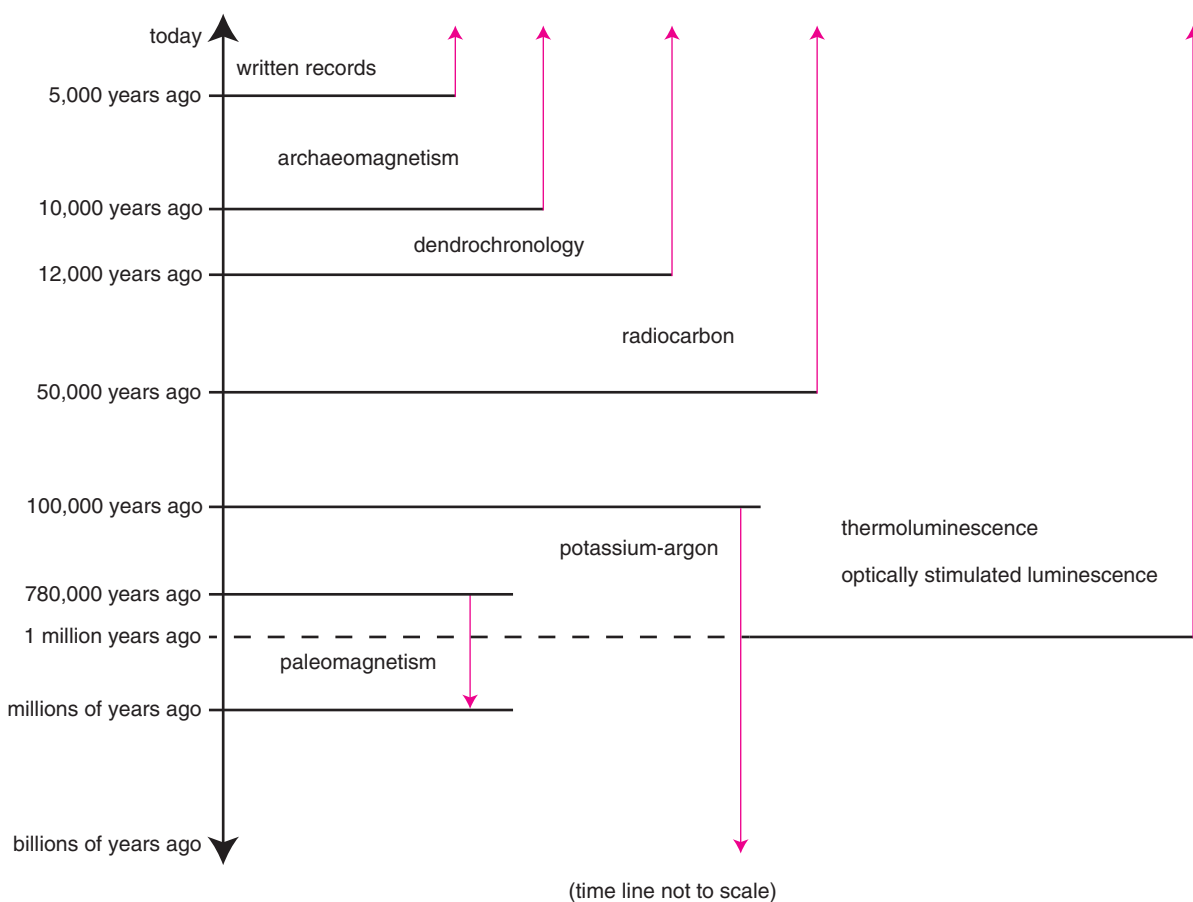 today
written records
5,000 years ago
archaeomagnetism
10,000 years ago
dendrochronology
12,000 years ago
radiocarbon
50,000 years ago
100,000 years ago
thermoluminescence
potassium-argon
optically stimulated luminescence
780,000 years ago
1 million years ago
paleomagnetism
millions of years ago
billions of years ago
(time line not to scale)